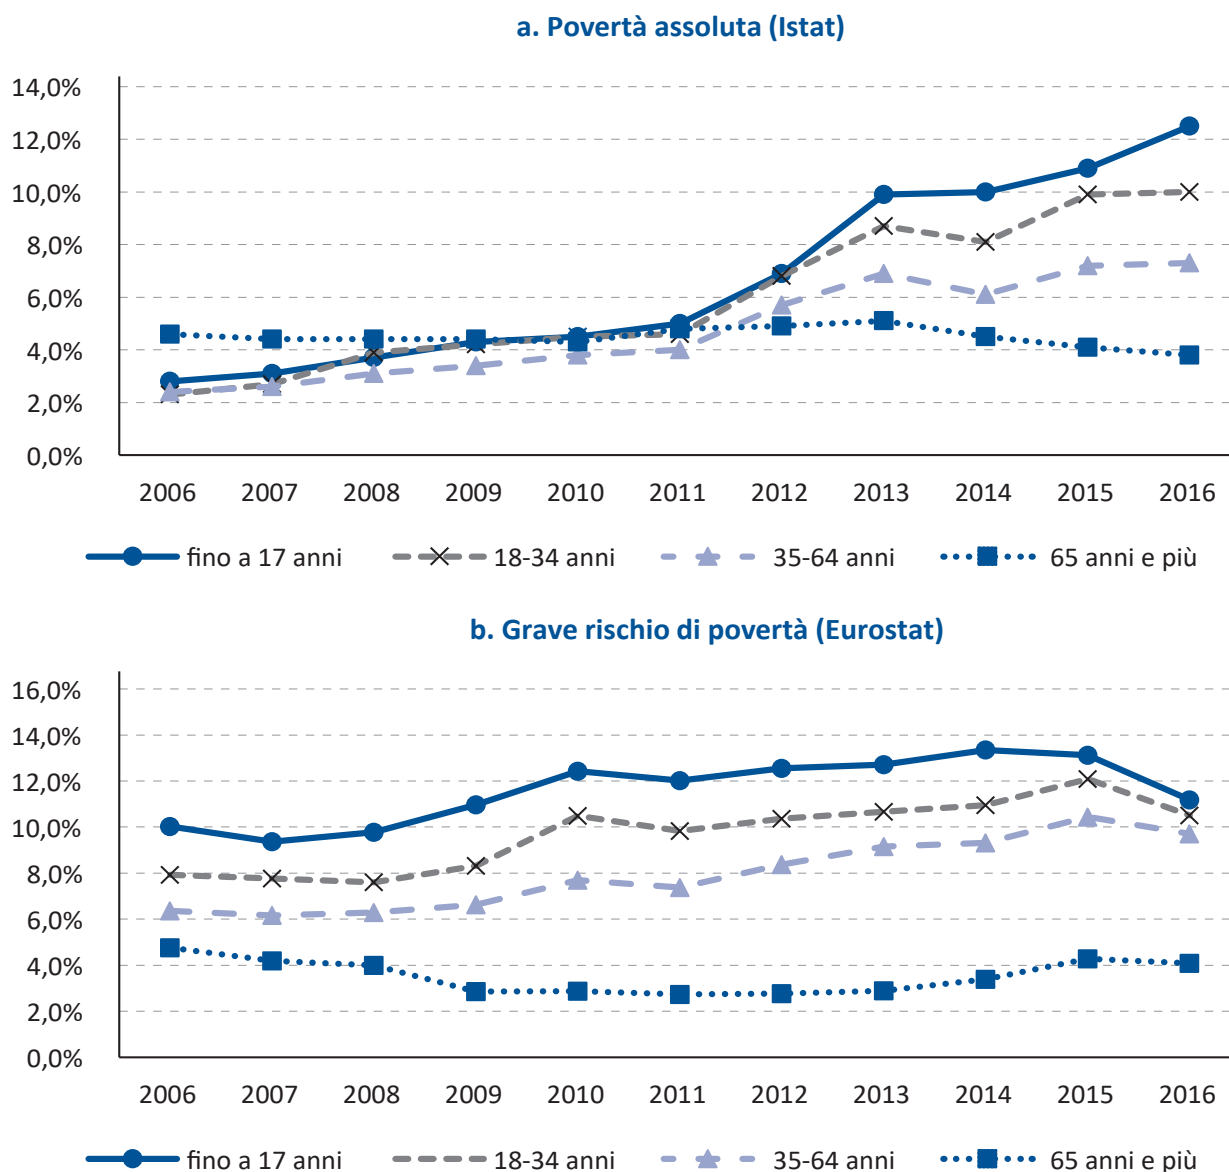 a. Povertà assoluta (Istat)
14,0%
12,0%
10,0%
8,0%
6,0%
4,0%
2,0%
0,0%
2006 2007 2008 2009 2010 2011 2012 2013 2014 2015 2016
fino a 17 anni 18-34 anni 35-64 anni 65 anni e più
b. Grave rischio di povertà (Eurostat)
16,0%
14,0%
12,0%
10,0%
8,0%
6,0%
4,0%
2,0%
0,0%
2006 2007 2008 2009 2010 2011 2012 2013 2014 2015 2016
fino a 17 anni 18-34 anni 35-64 anni 65 anni e più